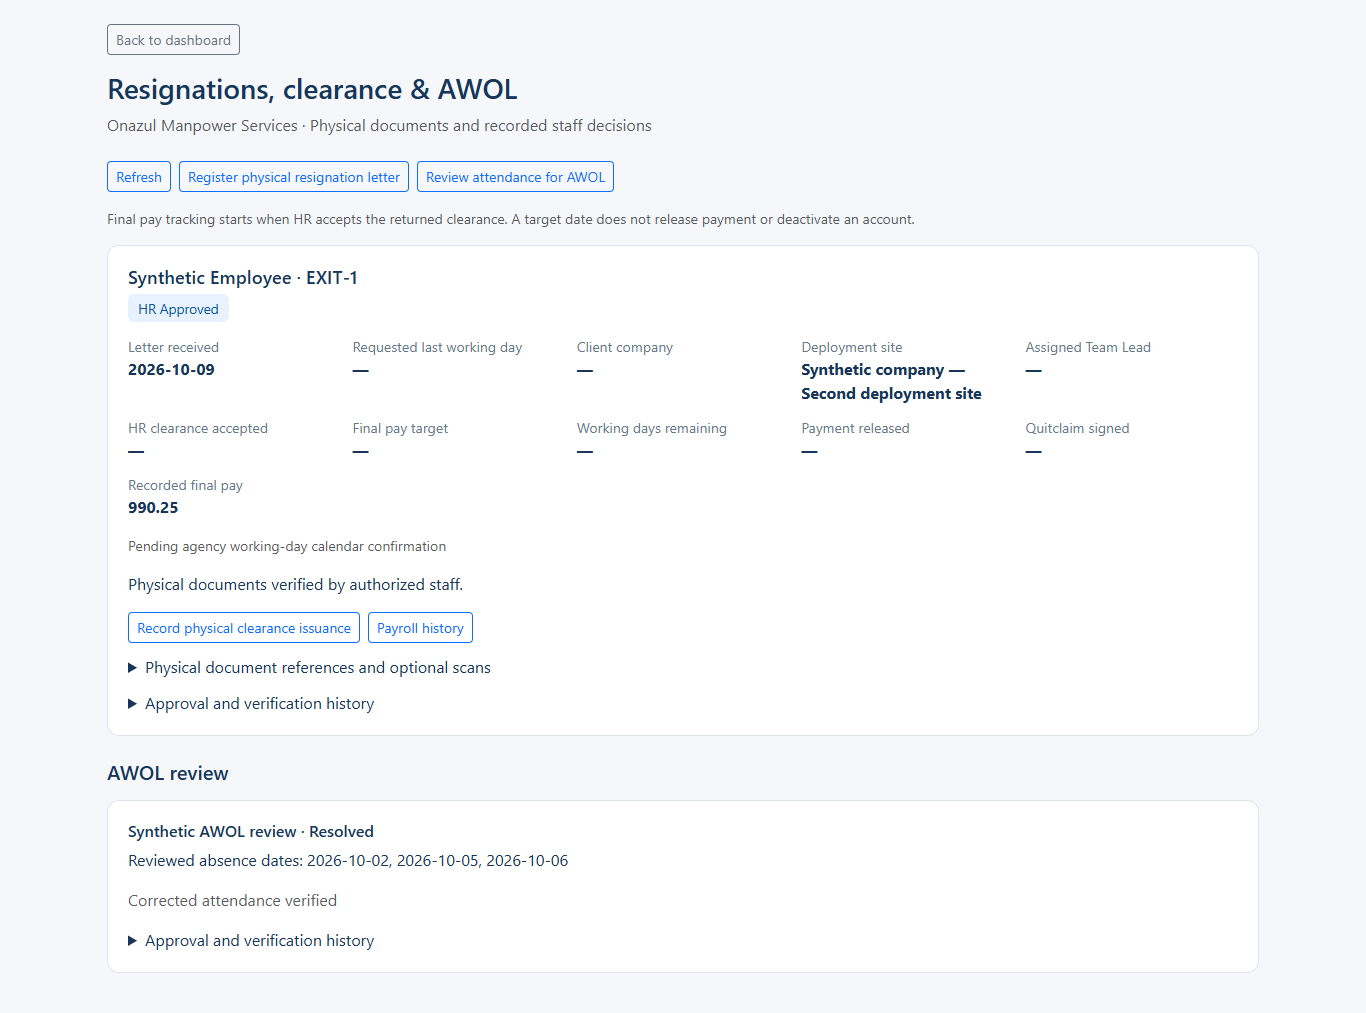 Back to dashboard
Resignations, clearance & AWOL
Onazul Manpower Services · Physical documents and recorded staff decisions
Refresh
Register physical resignation letter
Review attendance for AWOL
Final pay tracking starts when HR accepts the returned clearance. A target date does not release payment or deactivate an account.
Synthetic Employee · EXIT-1
HR Approved
Letter received
2026-10-09
Requested last working day
—
Client company
—
Deployment site
Synthetic company —
Second deployment site
Assigned Team Lead
—
HR clearance accepted
—
Final pay target
—
Working days remaining
—
Payment released
—
Quitclaim signed
—
Recorded final pay
990.25
Pending agency working-day calendar confirmation
Physical documents verified by authorized staff.
Record physical clearance issuance
Payroll history
Physical document references and optional scans
Approval and verification history
AWOL review
Synthetic AWOL review · Resolved
Reviewed absence dates: 2026-10-02, 2026-10-05, 2026-10-06
Corrected attendance verified
Approval and verification history